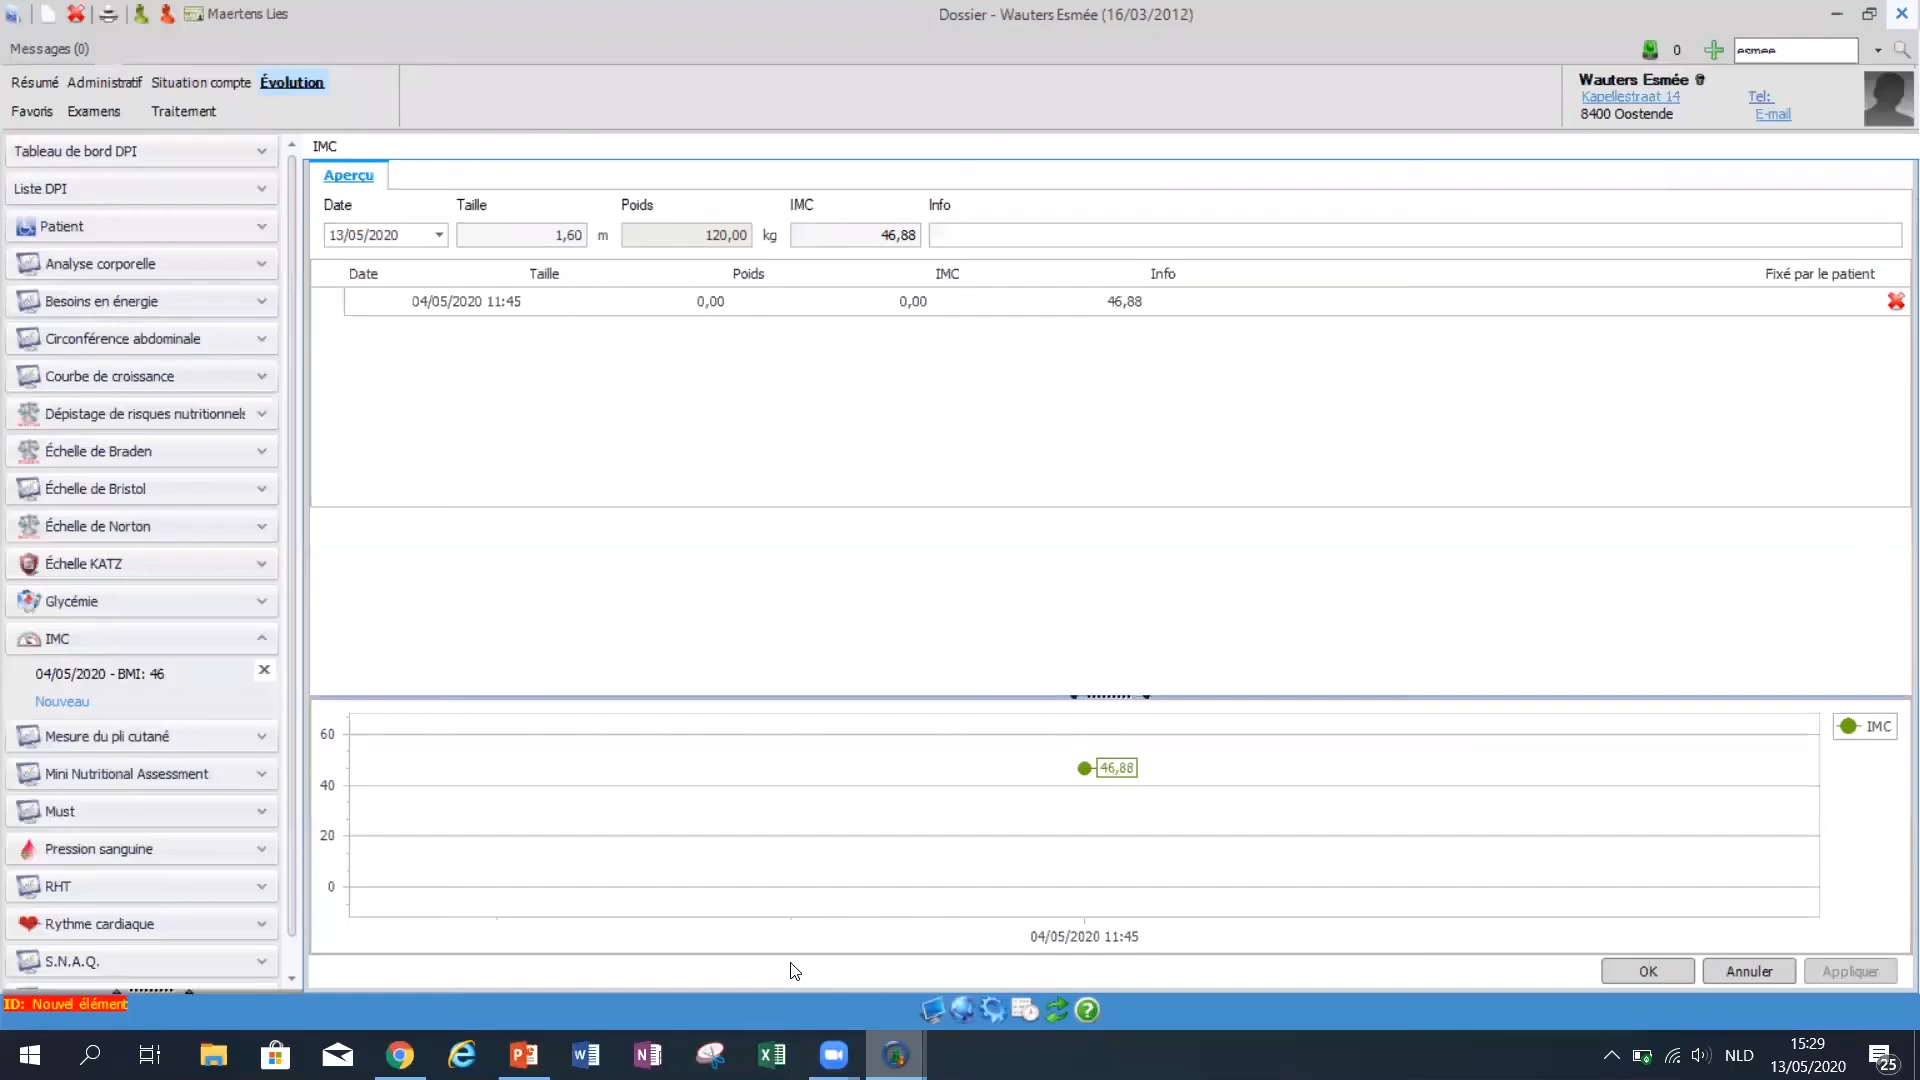 Maertens Lies
Dossier - Wauters Esmée (16/03/2012)
Messages (0)
0
esmee
Résumé Administratif Situation compte Évolution
Favoris Examens Traitement
Wauters Esmée
Kapellestraat 14
8400 Oostende
Tel:
E-mail
Tableau de bord DPI
Liste DPI
Patient
Analyse corporelle
Besoins en énergie
Circonférence abdominale
Courbe de croissance
Dépistage de risques nutritionnels
Échelle de Braden
Échelle de Bristol
Échelle de Norton
Échelle KATZ
Glycémie
IMC
04/05/2020 - BMI: 46
Nouveau
Mesure du pli cutané
Mini Nutritional Assessment
Must
Pression sanguine
RHT
Rythme cardiaque
S.N.A.Q.
IMC
Aperçu
Date Taille Poids IMC Info
13/05/2020 1,60 m 120,00 kg 46,88
Date Taille Poids IMC Info Fixé par le patient
04/05/2020 11:45 0,00 0,00 46,88
60
40
20
0
46,88
IMC
04/05/2020 11:45
OK Annuler Appliquer
ID: Nouvel élément
NLD
15:29
13/05/2020
25